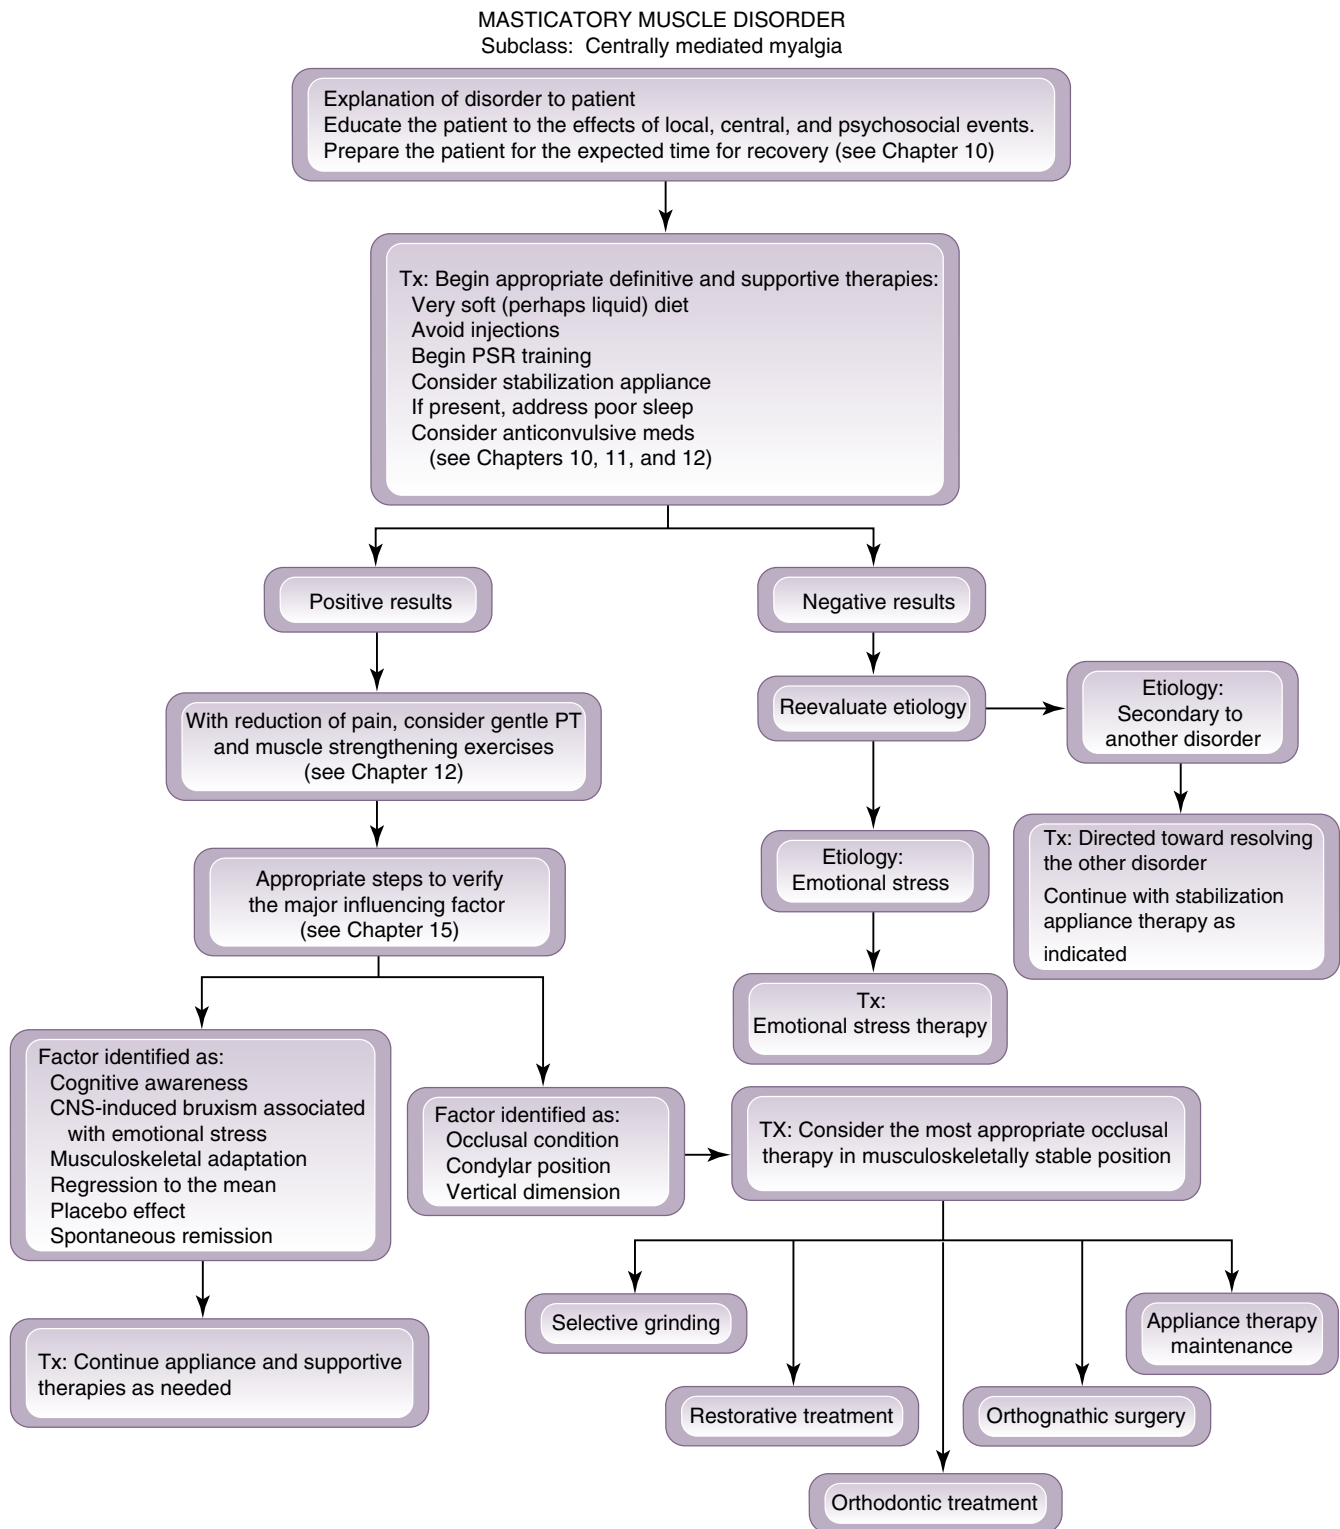 MASTICATORY MUSCLE DISORDER
Subclass: Centrally mediated myalgia
Explanation of disorder to patient
Educate the patient to the effects of local, central, and psychosocial events.
Prepare the patient for the expected time for recovery (see Chapter 10)
Tx: Begin appropriate definitive and supportive therapies:
Very soft (perhaps liquid) diet
Avoid injections
Begin PSR training
Consider stabilization appliance
If present, address poor sleep
Consider anticonvulsive meds
(see Chapters 10, 11, and 12)
Positive results
Negative results
With reduction of pain, consider gentle PT
and muscle strengthening exercises
(see Chapter 12)
Reevaluate etiology
Etiology:
Secondary to
another disorder
Appropriate steps to verify
the major influencing factor
(see Chapter 15)
Etiology:
Emotional stress
Tx: Directed toward resolving
the other disorder
Continue with stabilization
appliance therapy as
indicated
Tx:
Emotional stress therapy
Factor identified as:
Cognitive awareness
CNS-induced bruxism associated
with emotional stress
Musculoskeletal adaptation
Regression to the mean
Placebo effect
Spontaneous remission
Factor identified as:
Occlusal condition
Condylar position
Vertical dimension
TX: Consider the most appropriate occlusal
therapy in musculoskeletally stable position
Tx: Continue appliance and supportive
therapies as needed
Selective grinding
Appliance therapy
maintenance
Restorative treatment
Orthognathic surgery
Orthodontic treatment